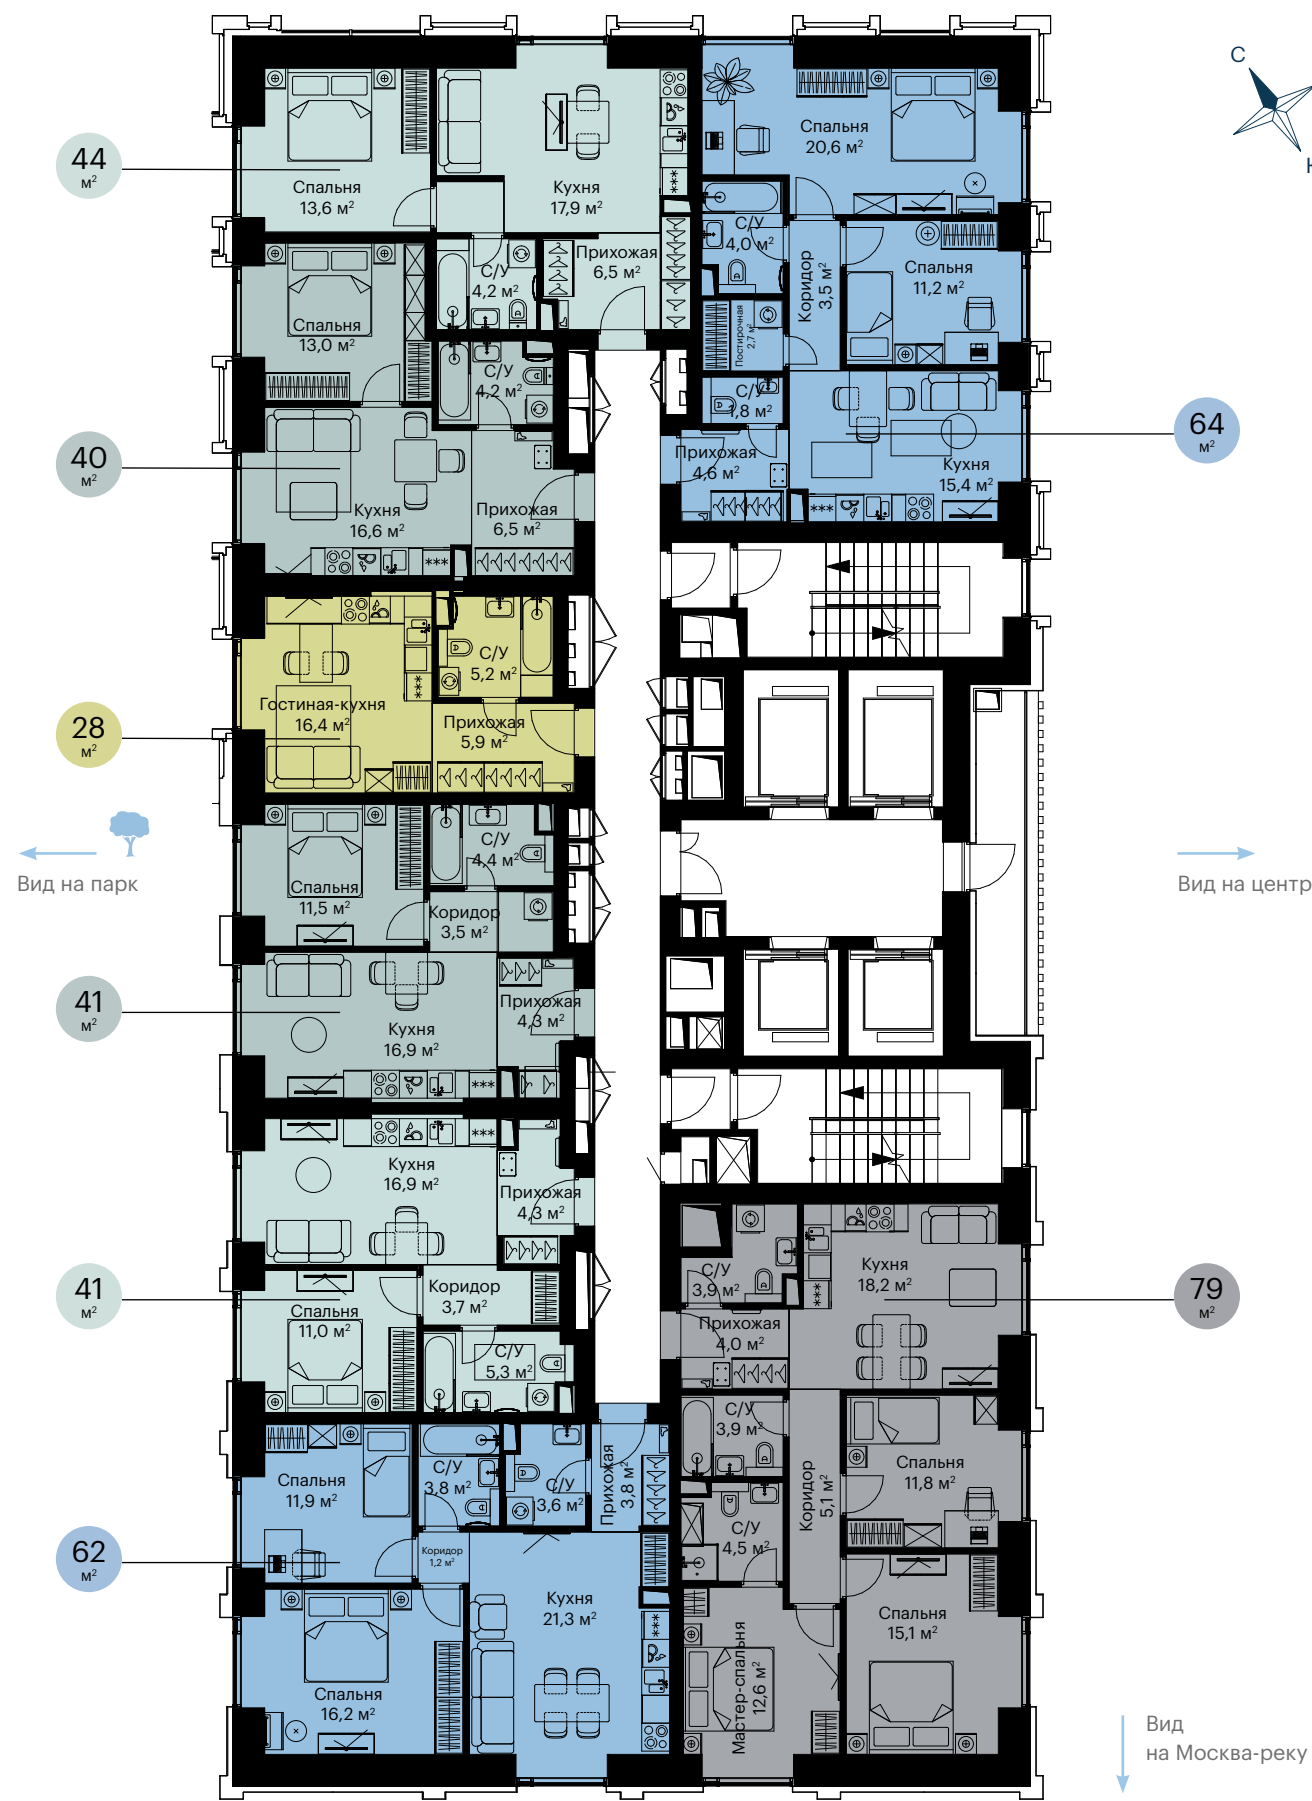 С
44
м²
Спальня
13,6 м²
Кухня
17,9 м²
Прихожая
6,5 м²
С/У
4,2 м²
Спальня
20,6 м²
С/У
4,0 м²
Коридор
3,5 м²
Спальня
11,2 м²
Постирочная
2,7 м²
С/У
1,8 м²
Прихожая
4,6 м²
Кухня
15,4 м²
64
м²
Спальня
13,0 м²
С/У
4,2 м²
40
м²
Кухня
16,6 м²
Прихожая
6,5 м²
28
м²
Гостиная-кухня
16,4 м²
С/У
5,2 м²
Прихожая
5,9 м²
Вид на парк
Вид на центр
Спальня
11,5 м²
С/У
4,4 м²
Коридор
3,5 м²
41
м²
Кухня
16,9 м²
Прихожая
4,3 м²
Кухня
16,9 м²
Прихожая
4,3 м²
41
м²
Спальня
11,0 м²
Коридор
3,7 м²
С/У
5,3 м²
С/У
3,9 м²
Кухня
18,2 м²
79
м²
Прихожая
4,0 м²
С/У
3,9 м²
Коридор
5,1 м²
Спальня
11,8 м²
С/У
4,5 м²
Мастер-спальня
12,6 м²
Спальня
15,1 м²
Спальня
11,9 м²
С/У
3,8 м²
С/У
3,6 м²
Прихожая
3,8 м²
62
м²
Коридор
1,2 м²
Кухня
21,3 м²
Спальня
16,2 м²
Вид
на Москва-реку